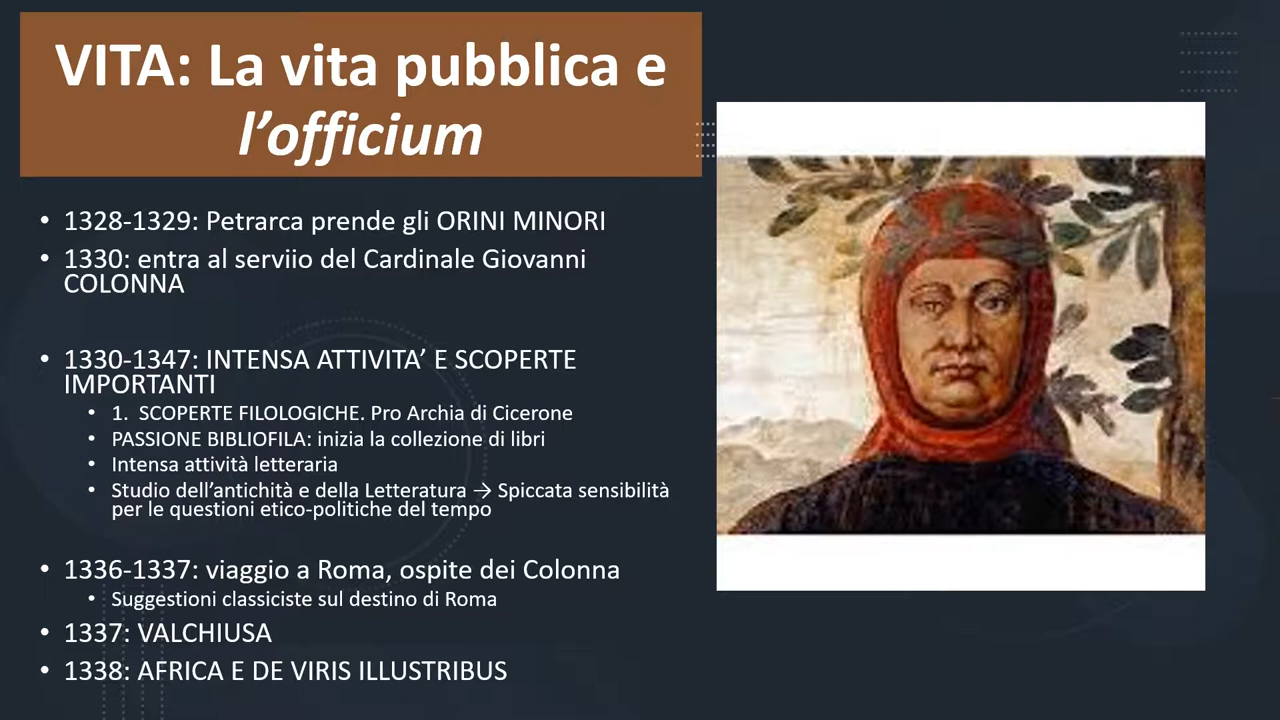 VITA: La vita pubblica e
l’officium
• 1328-1329: Petrarca prende gli ORINI MINORI
• 1330: entra al serviio del Cardinale Giovanni
COLONNA
• 1330-1347: INTENSA ATTIVITA’ E SCOPERTE
IMPORTANTI
• 1. SCOPERTE FILOLOGICHE. Pro Archia di Cicerone
• PASSIONE BIBLIOFILA: inizia la collezione di libri
• Intensa attività letteraria
• Studio dell’antichità e della Letteratura → Spiccata sensibilità
per le questioni etico-politiche del tempo
• 1336-1337: viaggio a Roma, ospite dei Colonna
• Suggestioni classiciste sul destino di Roma
• 1337: VALCHIUSA
• 1338: AFRICA E DE VIRIS ILLUSTRIBUS